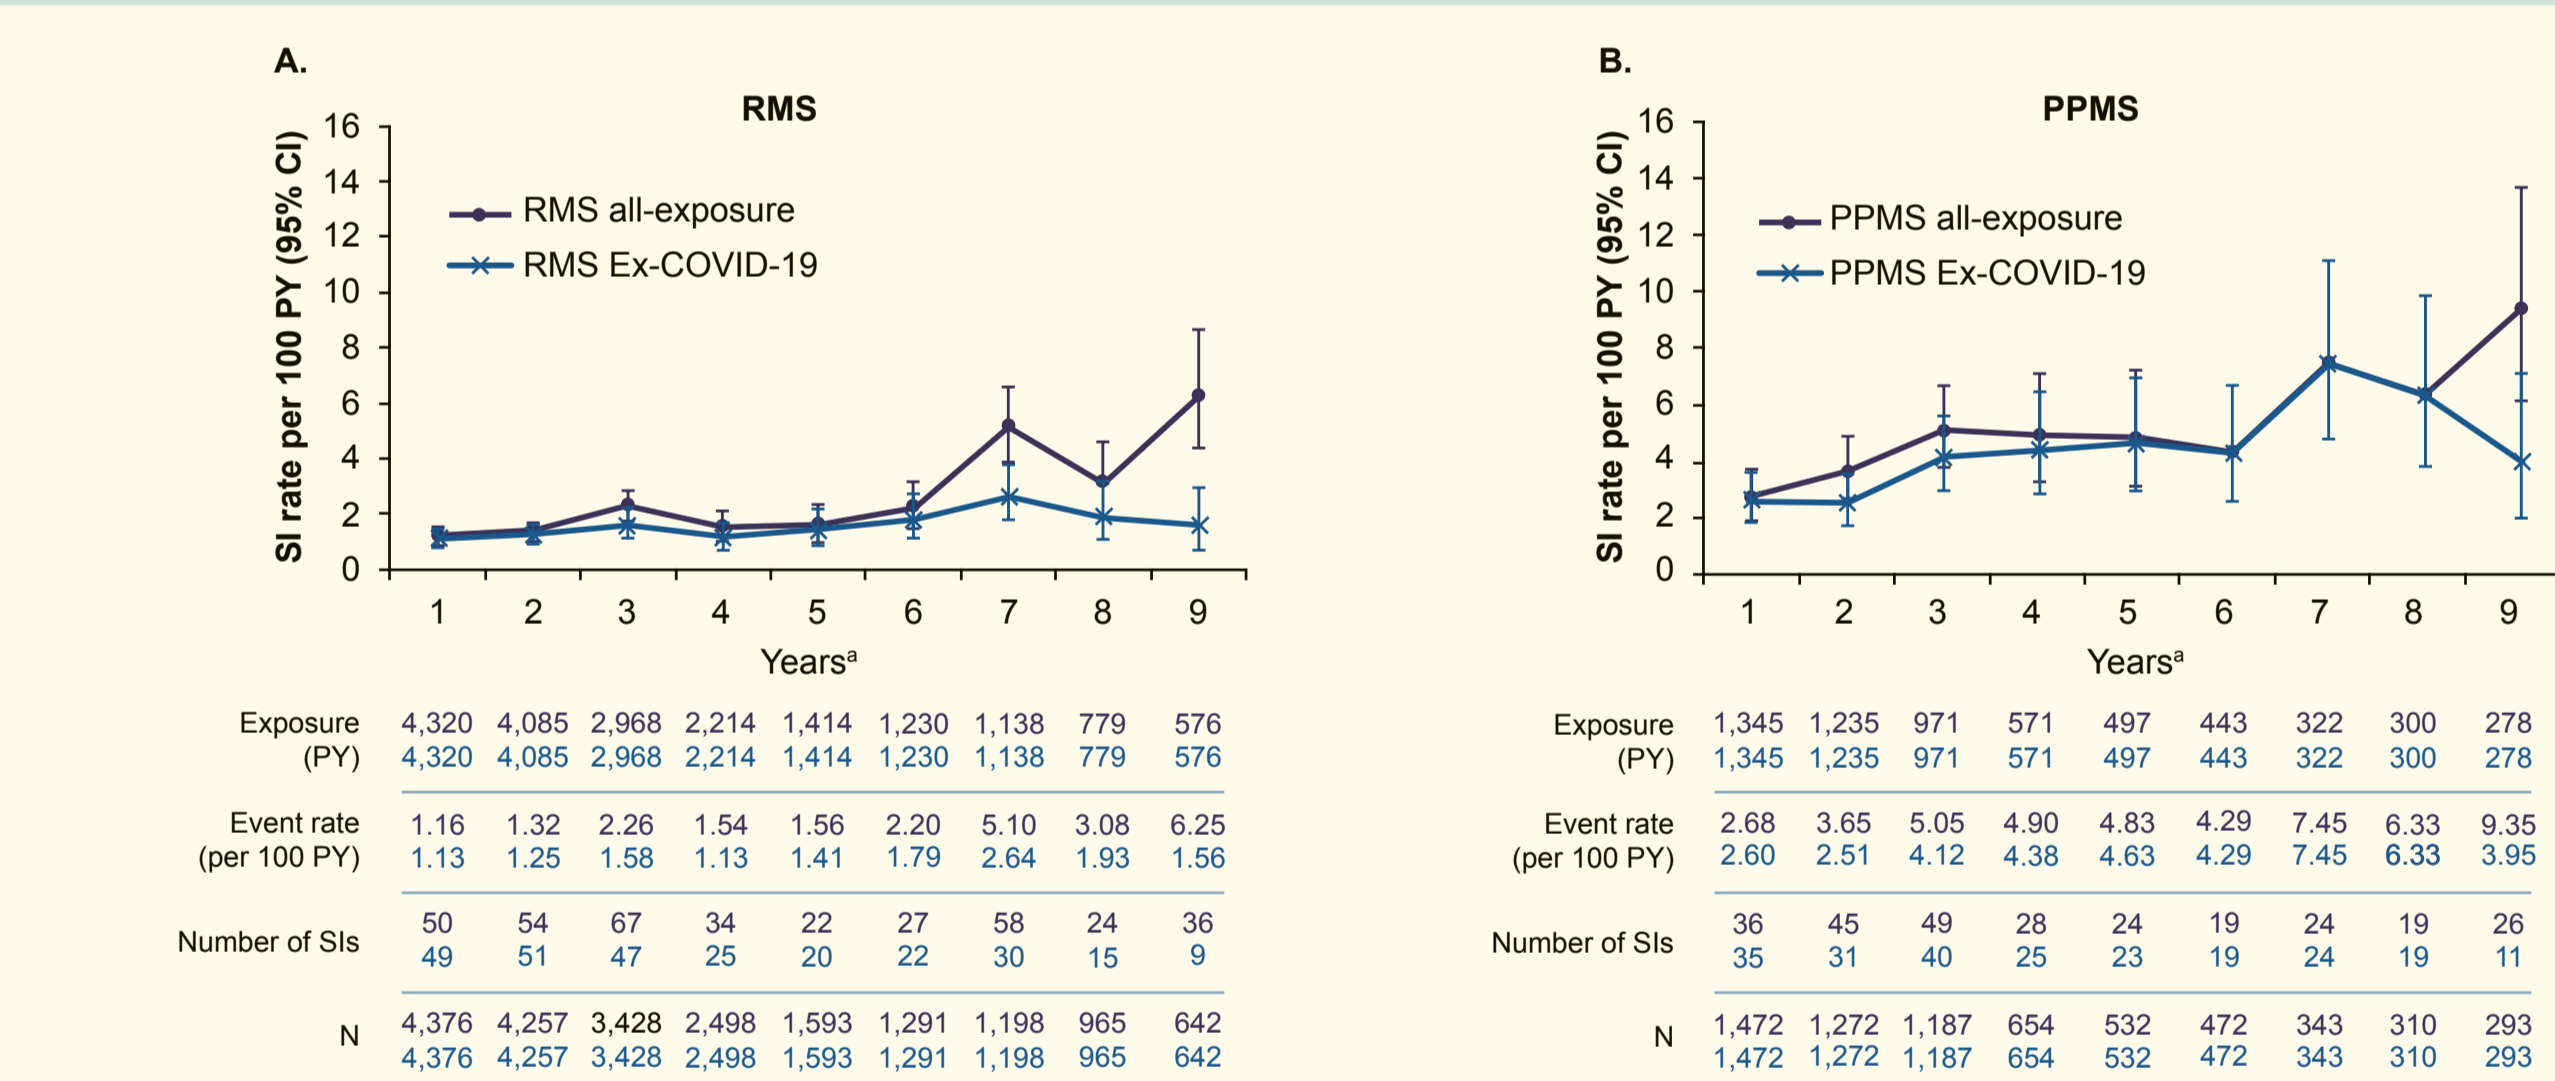 A.
RMS
SI rate per 100 PY (95% CI)
16
14
12
10
8
6
4
2
0
RMS all-exposure
RMS Ex-COVID-19
1 2 3 4 5 6 7 8 9
Yearsᵃ
Exposure 4,320 4,085 2,968 2,214 1,414 1,230 1,138 779 576
(PY) 4,320 4,085 2,968 2,214 1,414 1,230 1,138 779 576
Event rate 1.16 1.32 2.26 1.54 1.56 2.20 5.10 3.08 6.25
(per 100 PY) 1.13 1.25 1.58 1.13 1.41 1.79 2.64 1.93 1.56
Number of SIs
50 54 67 34 22 27 58 24 36
49 51 47 25 20 22 30 15 9
N
4,376 4,257 3,428 2,498 1,593 1,291 1,198 965 642
4,376 4,257 3,428 2,498 1,593 1,291 1,198 965 642
B.
PPMS
SI rate per 100 PY (95% CI)
16
14
12
10
8
6
4
2
0
PPMS all-exposure
PPMS Ex-COVID-19
1 2 3 4 5 6 7 8 9
Yearsᵃ
Exposure 1,345 1,235 971 571 497 443 322 300 278
(PY) 1,345 1,235 971 571 497 443 322 300 278
Event rate 2.68 3.65 5.05 4.90 4.83 4.29 7.45 6.33 9.35
(per 100 PY) 2.60 2.51 4.12 4.38 4.63 4.29 7.45 6.33 3.95
Number of SIs
36 45 49 28 24 19 24 19 26
35 31 40 25 23 19 24 19 11
N
1,472 1,272 1,187 654 532 472 343 310 293
1,472 1,272 1,187 654 532 472 343 310 293